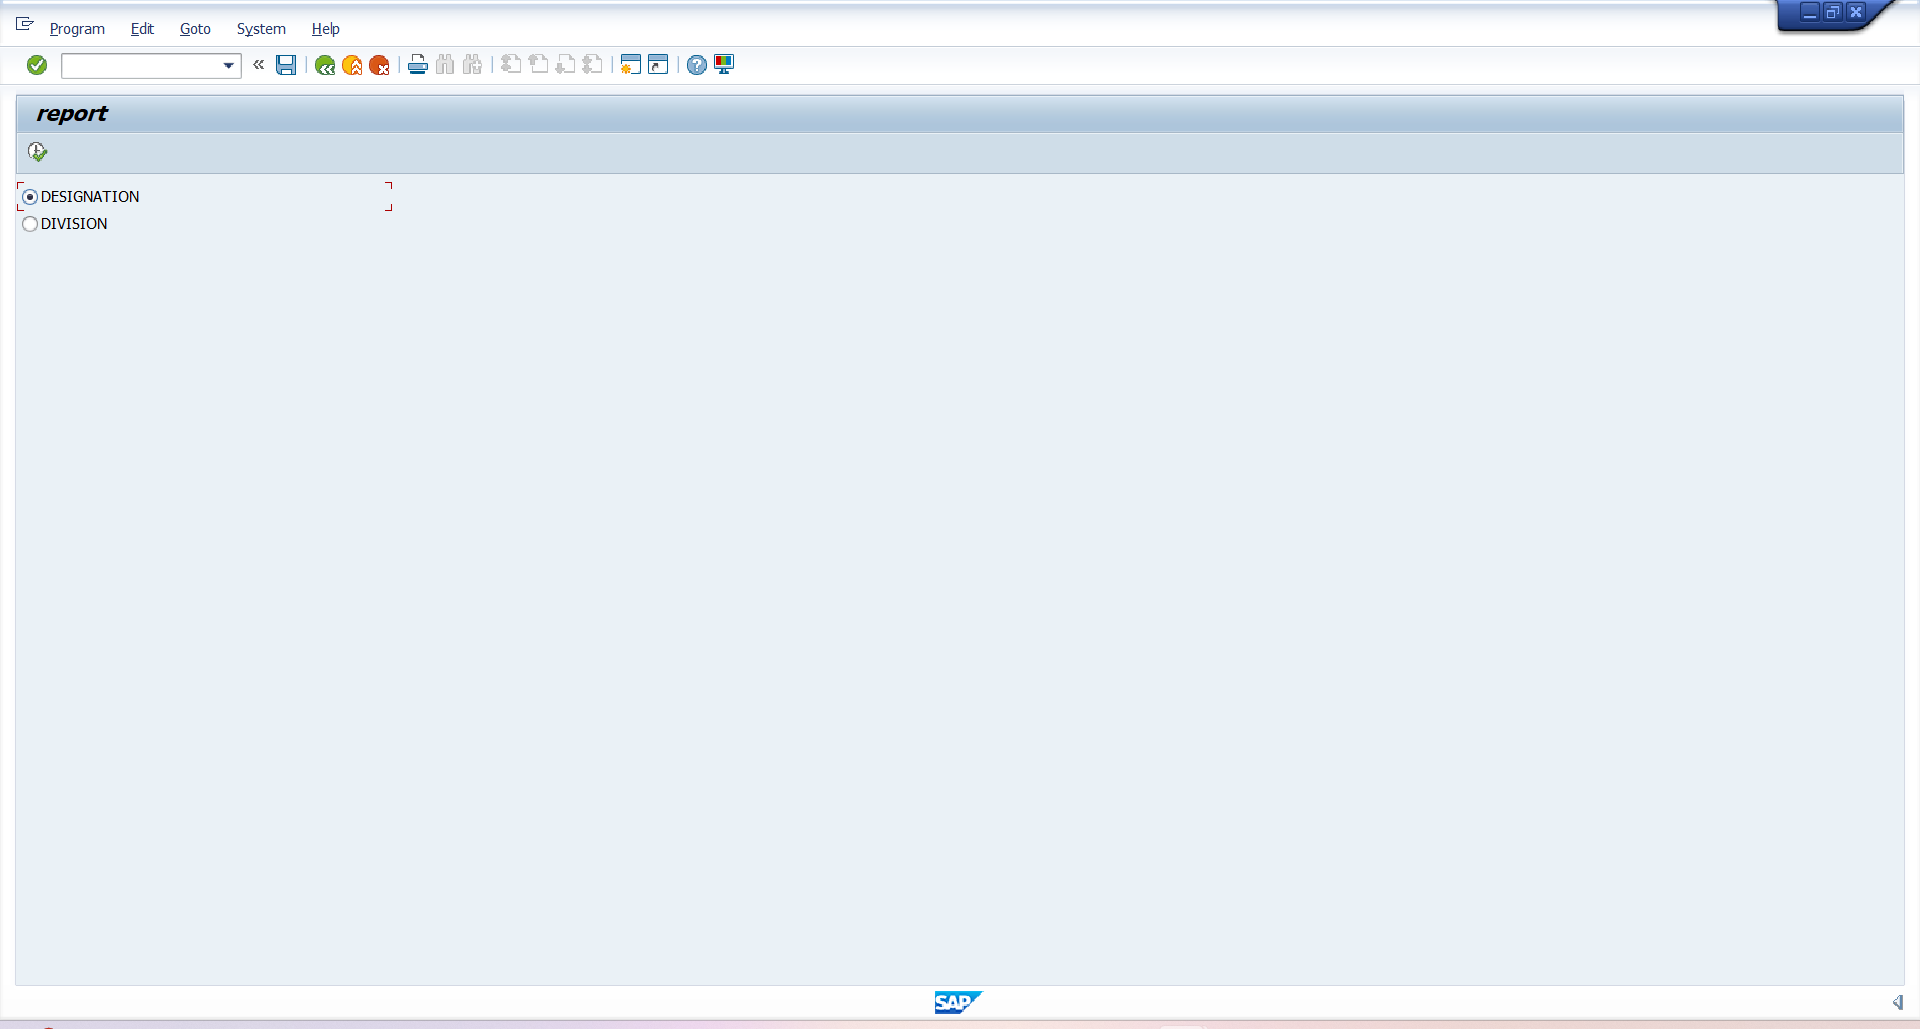 Program Edit Goto System Help
report
DESIGNATION
DIVISION
SAP